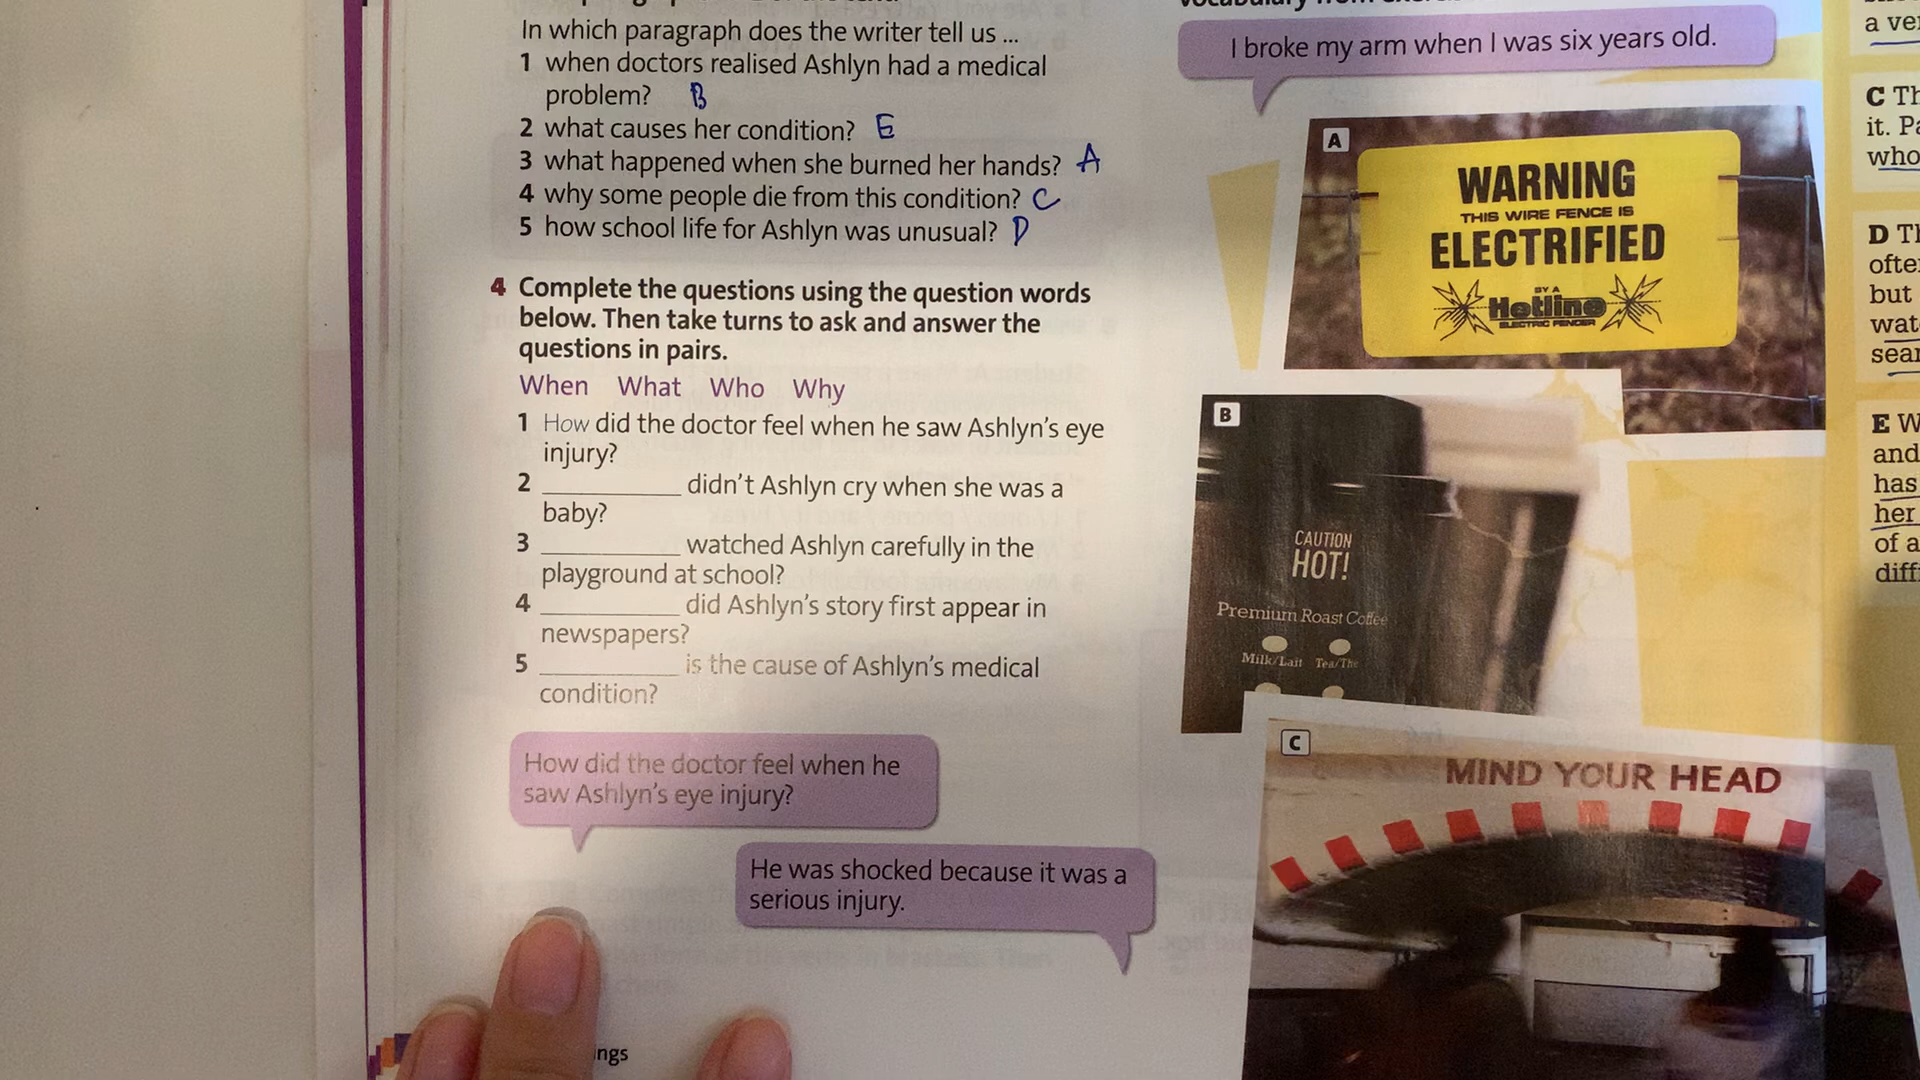 In which paragraph does the writer tell us ...
1 when doctors realised Ashlyn had a medical
problem? B
2 what causes her condition? E
3 what happened when she burned her hands? A
4 why some people die from this condition? C
5 how school life for Ashlyn was unusual? D
4 Complete the questions using the question words
below. Then take turns to ask and answer the
questions in pairs.
When What Who Why
1 How did the doctor feel when he saw Ashlyn's eye
injury?
2 __________ didn't Ashlyn cry when she was a
baby?
3 __________ watched Ashlyn carefully in the
playground at school?
4 __________ did Ashlyn's story first appear in
newspapers?
5 __________ is the cause of Ashlyn's medical
condition?
How did the doctor feel when he
saw Ashlyn's eye injury?
He was shocked because it was a
serious injury.
ngs
I broke my arm when I was six years old.
A
WARNING
THIS WIRE FENCE IS
ELECTRIFIED
BY A
Hotline
ELECTRIC FENCER
B
CAUTION
HOT!
Premium Roast Coffee
Milk/Lait Tea/The
C
MIND YOUR HEAD
a ver
C Th
it. Pa
who
D Th
ofte
but
wat
sear
E W
and
has
her
of a
diff